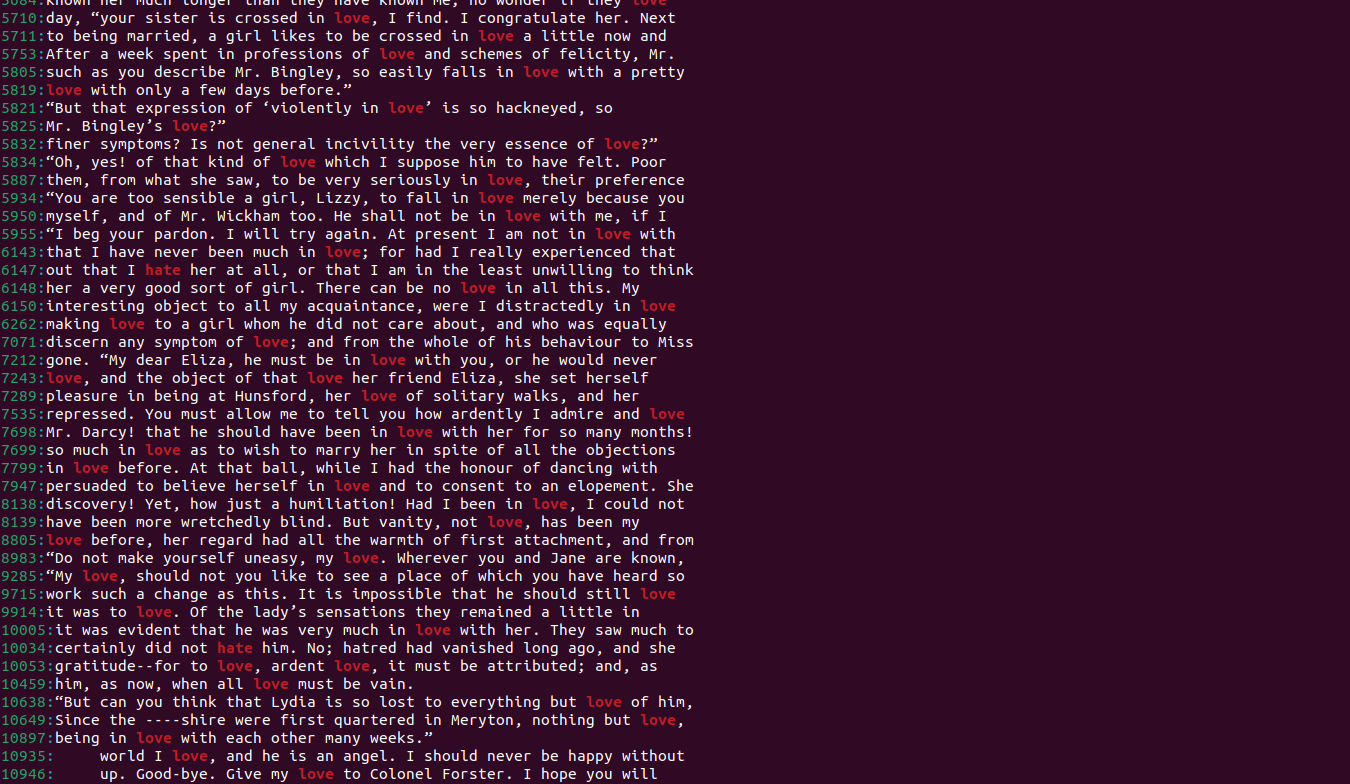 5684:known her much longer than they have known me, no wonder if they love
5710:day, “your sister is crossed in love, I find. I congratulate her. Next
5711:to being married, a girl likes to be crossed in love a little now and
5753:After a week spent in professions of love and schemes of felicity, Mr.
5805:such as you describe Mr. Bingley, so easily falls in love with a pretty
5819:love with only a few days before.”
5821:“But that expression of ‘violently in love’ is so hackneyed, so
5825:Mr. Bingley’s love?”
5832:finer symptoms? Is not general incivility the very essence of love?”
5834:“Oh, yes! of that kind of love which I suppose him to have felt. Poor
5887:them, from what she saw, to be very seriously in love, their preference
5934:“You are too sensible a girl, Lizzy, to fall in love merely because you
5950:myself, and of Mr. Wickham too. He shall not be in love with me, if I
5955:“I beg your pardon. I will try again. At present I am not in love with
6143:that I have never been much in love; for had I really experienced that
6147:out that I hate her at all, or that I am in the least unwilling to think
6148:her a very good sort of girl. There can be no love in all this. My
6150:interesting object to all my acquaintance, were I distractedly in love
6262:making love to a girl whom he did not care about, and who was equally
7071:discern any symptom of love; and from the whole of his behaviour to Miss
7212:gone. “My dear Eliza, he must be in love with you, or he would never
7243:love, and the object of that love her friend Eliza, she set herself
7289:pleasure in being at Hunsford, her love of solitary walks, and her
7535:repressed. You must allow me to tell you how ardently I admire and love
7698:Mr. Darcy! that he should have been in love with her for so many months!
7699:so much in love as to wish to marry her in spite of all the objections
7799:in love before. At that ball, while I had the honour of dancing with
7947:persuaded to believe herself in love and to consent to an elopement. She
8138:discovery! Yet, how just a humiliation! Had I been in love, I could not
8139:have been more wretchedly blind. But vanity, not love, has been my
8805:love before, her regard had all the warmth of first attachment, and from
8983:“Do not make yourself uneasy, my love. Wherever you and Jane are known,
9285:“My love, should not you like to see a place of which you have heard so
9715:work such a change as this. It is impossible that he should still love
9914:it was to love. Of the lady’s sensations they remained a little in
10005:it was evident that he was very much in love with her. They saw much to
10034:certainly did not hate him. No; hatred had vanished long ago, and she
10053:gratitude--for to love, ardent love, it must be attributed; and, as
10459:him, as now, when all love must be vain.
10638:“But can you think that Lydia is so lost to everything but love of him,
10649:Since the ----shire were first quartered in Meryton, nothing but love,
10897:being in love with each other many weeks.”
10935:     world I love, and he is an angel. I should never be happy without
10946:     up. Good-bye. Give my love to Colonel Forster. I hope you will